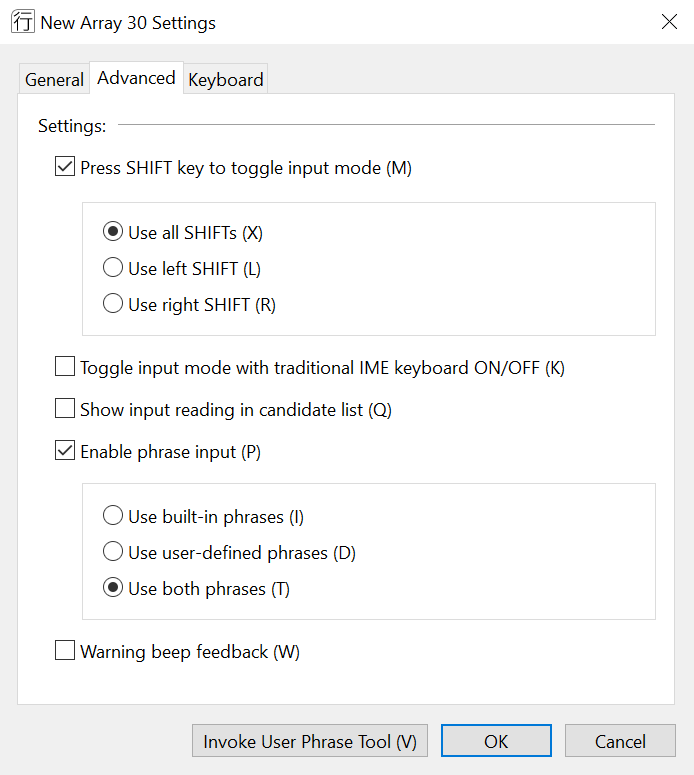 行 New Array 30 Settings
General Advanced Keyboard
Settings:
Press SHIFT key to toggle input mode (M)
Use all SHIFTs (X)
Use left SHIFT (L)
Use right SHIFT (R)
Toggle input mode with traditional IME keyboard ON/OFF (K)
Show input reading in candidate list (Q)
Enable phrase input (P)
Use built-in phrases (I)
Use user-defined phrases (D)
Use both phrases (T)
Warning beep feedback (W)
Invoke User Phrase Tool (V) OK Cancel